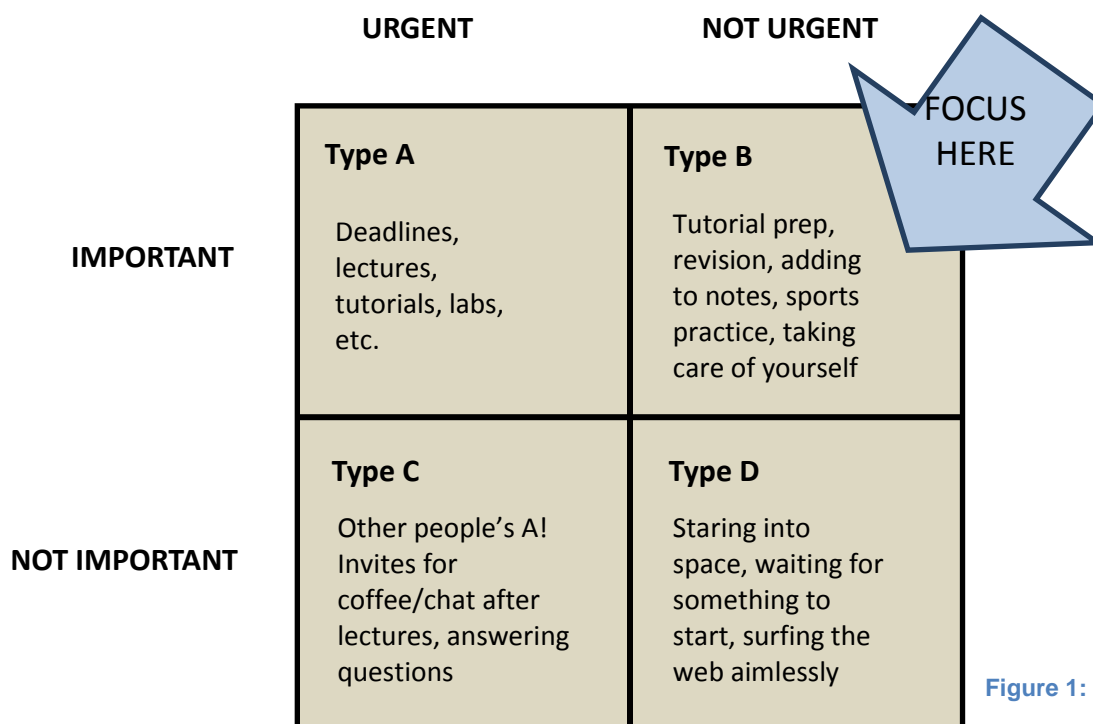 URGENT
NOT URGENT
FOCUS
HERE
IMPORTANT
Type A
Deadlines,
lectures,
tutorials, labs,
etc.
Type B
Tutorial prep,
revision, adding
to notes, sports
practice, taking
care of yourself
NOT IMPORTANT
Type C
Other people's A!
Invites for
coffee/chat after
lectures, answering
questions
Type D
Staring into
space, waiting for
something to
start, surfing the
web aimlessly
Figure 1: